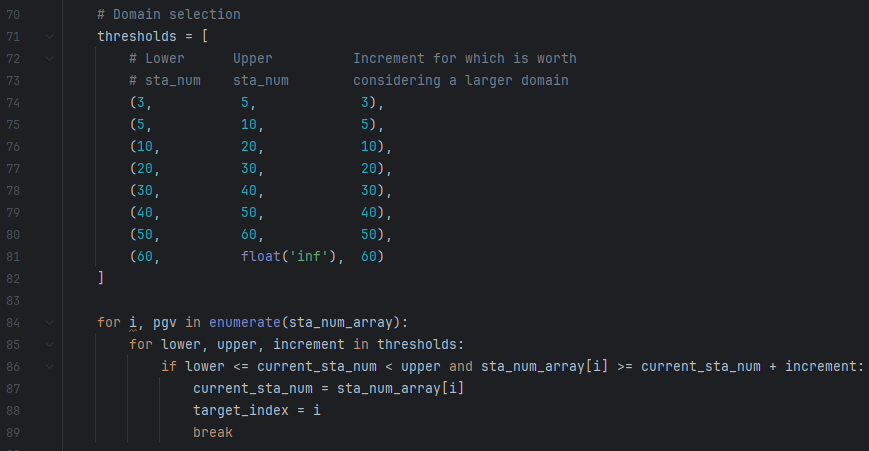 70 # Domain selection
71 thresholds = [
72 # Lower Upper Increment for which is worth
73 # sta_num sta_num considering a larger domain
74 (3, 5, 3),
75 (5, 10, 5),
76 (10, 20, 10),
77 (20, 30, 20),
78 (30, 40, 30),
79 (40, 50, 40),
80 (50, 60, 50),
81 (60, float('inf'), 60)
82 ]
83
84 for i, pgv in enumerate(sta_num_array):
85 for lower, upper, increment in thresholds:
86 if lower <= current_sta_num < upper and sta_num_array[i] >= current_sta_num + increment:
87 current_sta_num = sta_num_array[i]
88 target_index = i
89 break